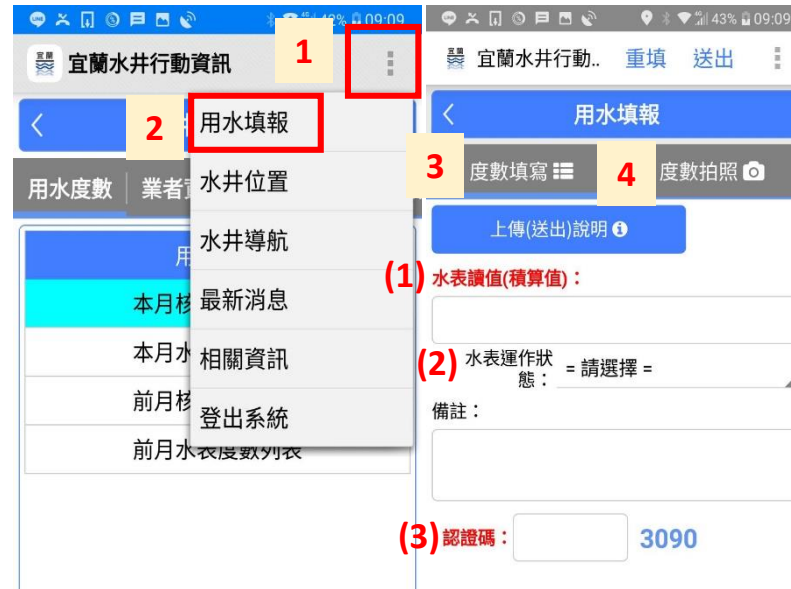 09:09
宜蘭水井行動資訊
1
2
用水填報
水井位置
水井導航
最新消息
相關資訊
登出系統
用水度數
業者
用
本月核
本月水
前月核
前月水表度數列表
43% 09:09
宜蘭水井行動..
重填
送出
用水填報
3
度數填寫
4
度數拍照
上傳(送出)說明
(1)
水表讀值(積算值)：
(2)
水表運作狀
態：
= 請選擇 =
備註：
(3)
認證碼：
3090